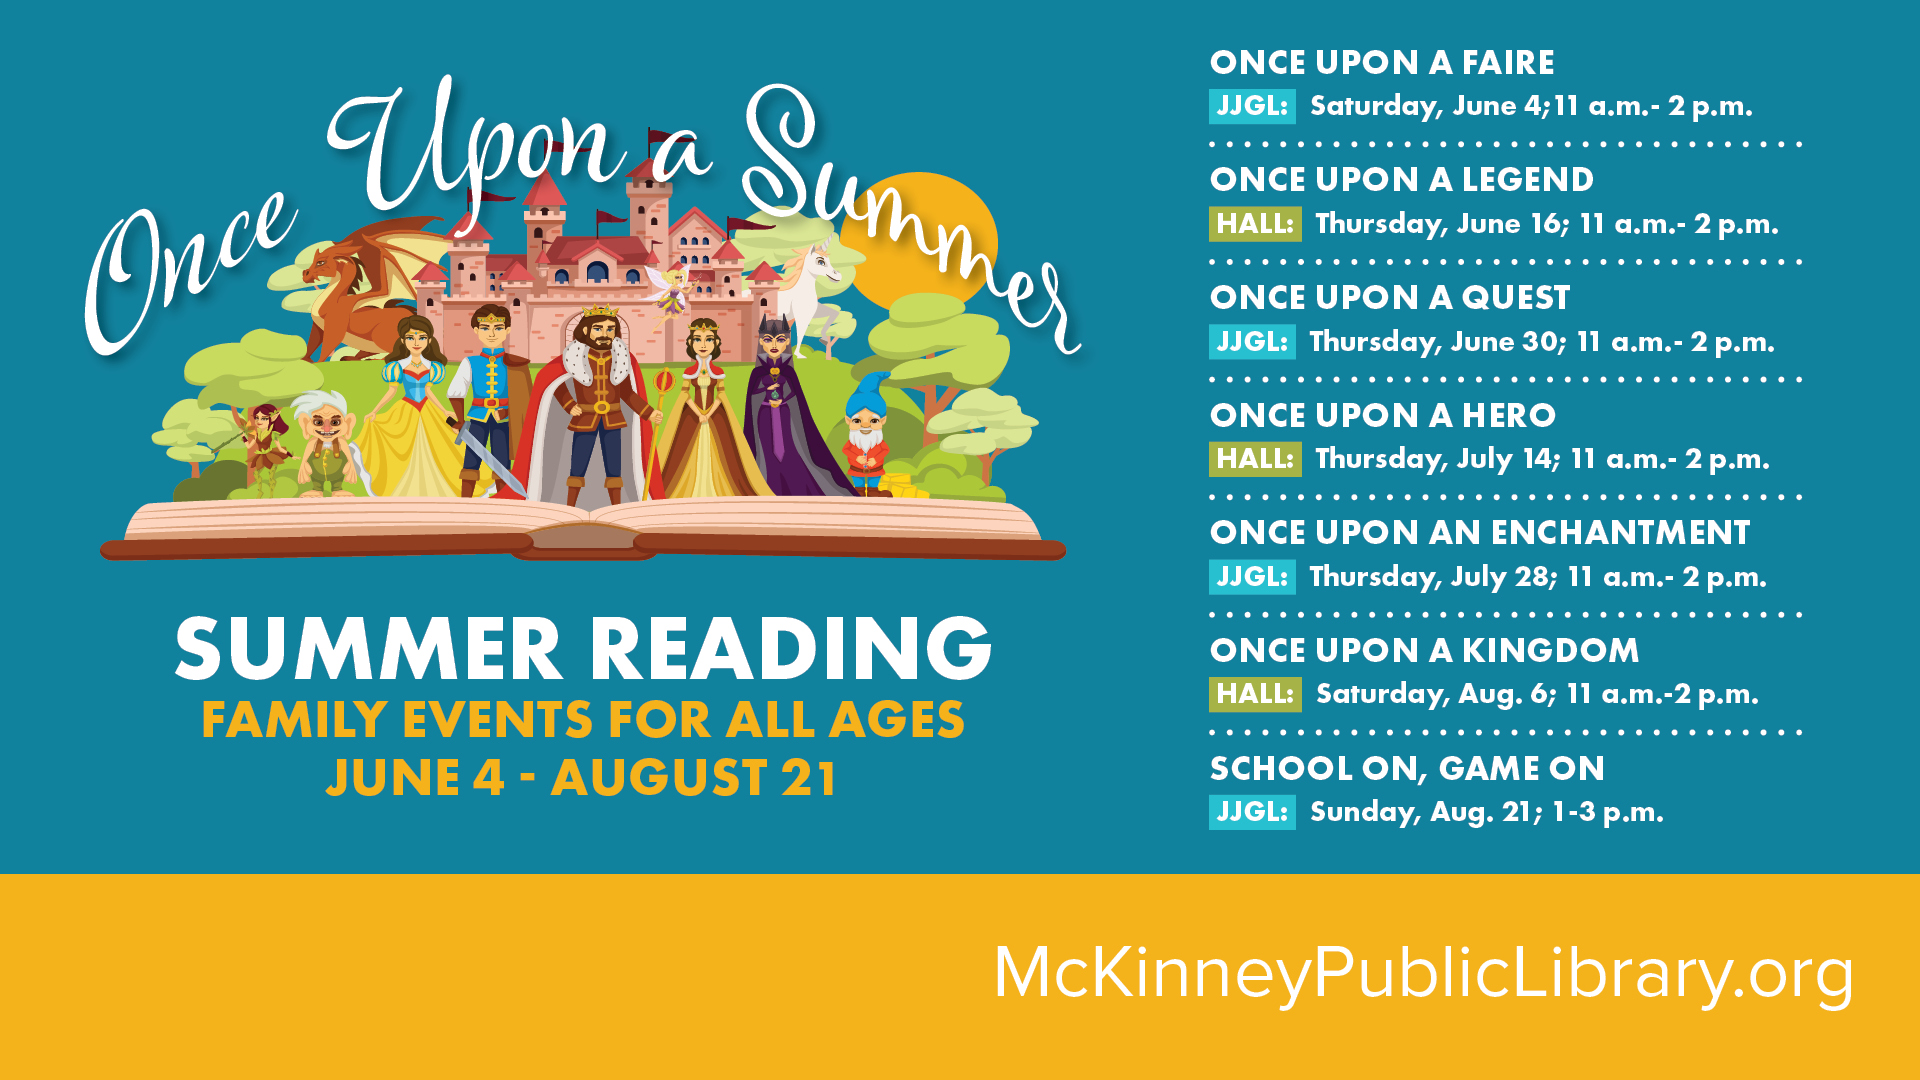 Once Upon a Summer
SUMMER READING
FAMILY EVENTS FOR ALL AGES
JUNE 4 - AUGUST 21
ONCE UPON A FAIRE
JJGL: Saturday, June 4;11 a.m.- 2 p.m.
ONCE UPON A LEGEND
HALL: Thursday, June 16; 11 a.m.- 2 p.m.
ONCE UPON A QUEST
JJGL: Thursday, June 30; 11 a.m.- 2 p.m.
ONCE UPON A HERO
HALL: Thursday, July 14; 11 a.m.- 2 p.m.
ONCE UPON AN ENCHANTMENT
JJGL: Thursday, July 28; 11 a.m.- 2 p.m.
ONCE UPON A KINGDOM
HALL: Saturday, Aug. 6; 11 a.m.-2 p.m.
SCHOOL ON, GAME ON
JJGL: Sunday, Aug. 21; 1-3 p.m.
McKinneyPublicLibrary.org